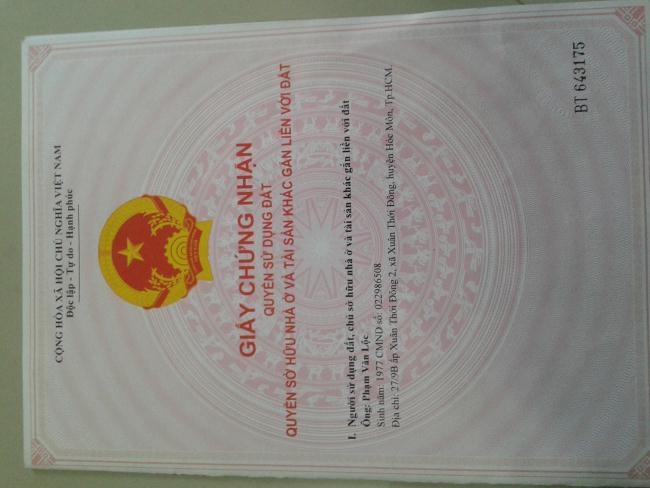 CỘNG HÒA XÃ HỘI CHỦ NGHĨA VIỆT NAM
Độc lập - Tự do - Hạnh phúc
GIẤY CHỨNG NHẬN
QUYỀN SỬ DỤNG ĐẤT
QUYỀN SỞ HỮU NHÀ Ở VÀ TÀI SẢN KHÁC GẮN LIỀN VỚI ĐẤT
I. Người sử dụng đất, chủ sở hữu nhà ở và tài sản khác gắn liền với đất
Ông: Phạm Văn Lộc
Sinh năm: 1977 CMND số: 022986508
Địa chỉ: 27/9B ấp Xuân Thới Đông 2, xã Xuân Thới Đông, huyện Hóc Môn, Tp.HCM.
BT 643175